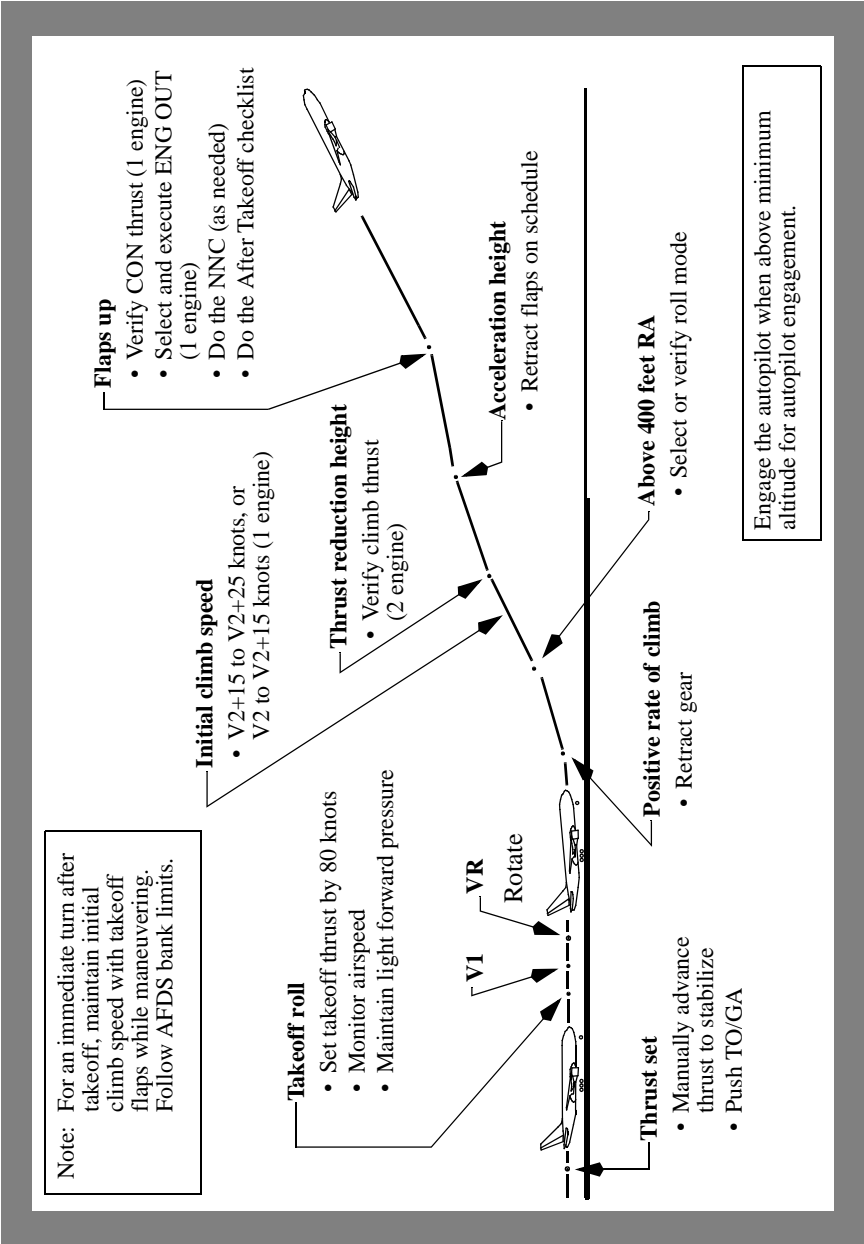 Note: For an immediate turn after
takeoff, maintain initial
climb speed with takeoff
flaps while maneuvering.
Follow AFDS bank limits.
Takeoff roll
• Set takeoff thrust by 80 knots
• Monitor airspeed
• Maintain light forward pressure
Initial climb speed
• V2+15 to V2+25 knots, or
V2 to V2+15 knots (1 engine)
Flaps up
• Verify CON thrust (1 engine)
• Select and execute ENG OUT
(1 engine)
• Do the NNC (as needed)
• Do the After Takeoff checklist
Thrust reduction height
• Verify climb thrust
(2 engine)
V1
VR
Rotate
Acceleration height
• Retract flaps on schedule
Thrust set
• Manually advance
thrust to stabilize
• Push TO/GA
Positive rate of climb
• Retract gear
Above 400 feet RA
• Select or verify roll mode
Engage the autopilot when above minimum
altitude for autopilot engagement.